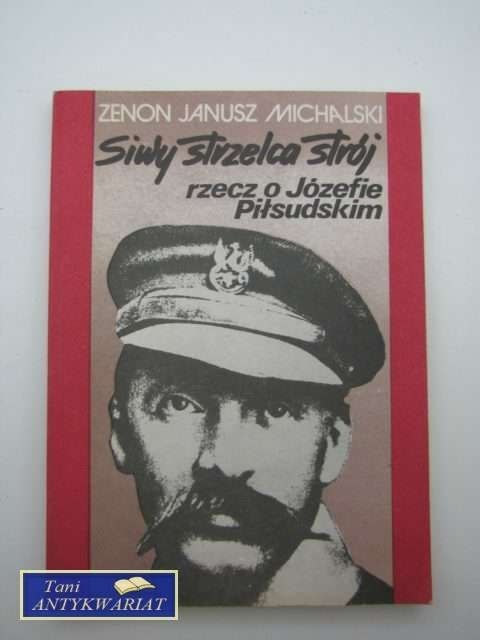 ZENON JANUSZ MICHALSKI
Siwy strzelca strój
rzecz o Józefie
Piłsudskim
Tani
ANTYKWARIAT